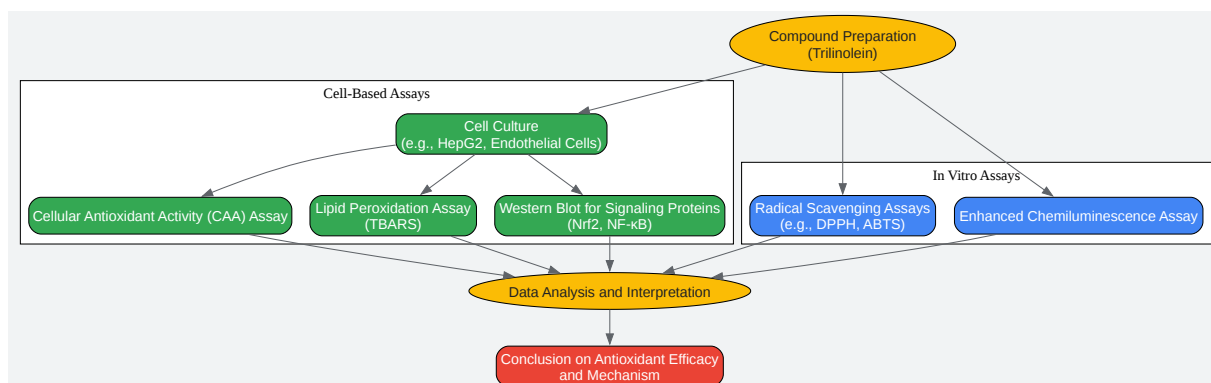 Compound Preparation
(Trilinolein)
Cell-Based Assays
Cell Culture
(e.g., HepG2, Endothelial Cells)
In Vitro Assays
Cellular Antioxidant Activity (CAA) Assay
Lipid Peroxidation Assay
(TBARS)
Western Blot for Signaling Proteins
(Nrf2, NF-κB)
Radical Scavenging Assays
(e.g., DPPH, ABTS)
Enhanced Chemiluminescence Assay
Data Analysis and Interpretation
Conclusion on Antioxidant Efficacy
and Mechanism